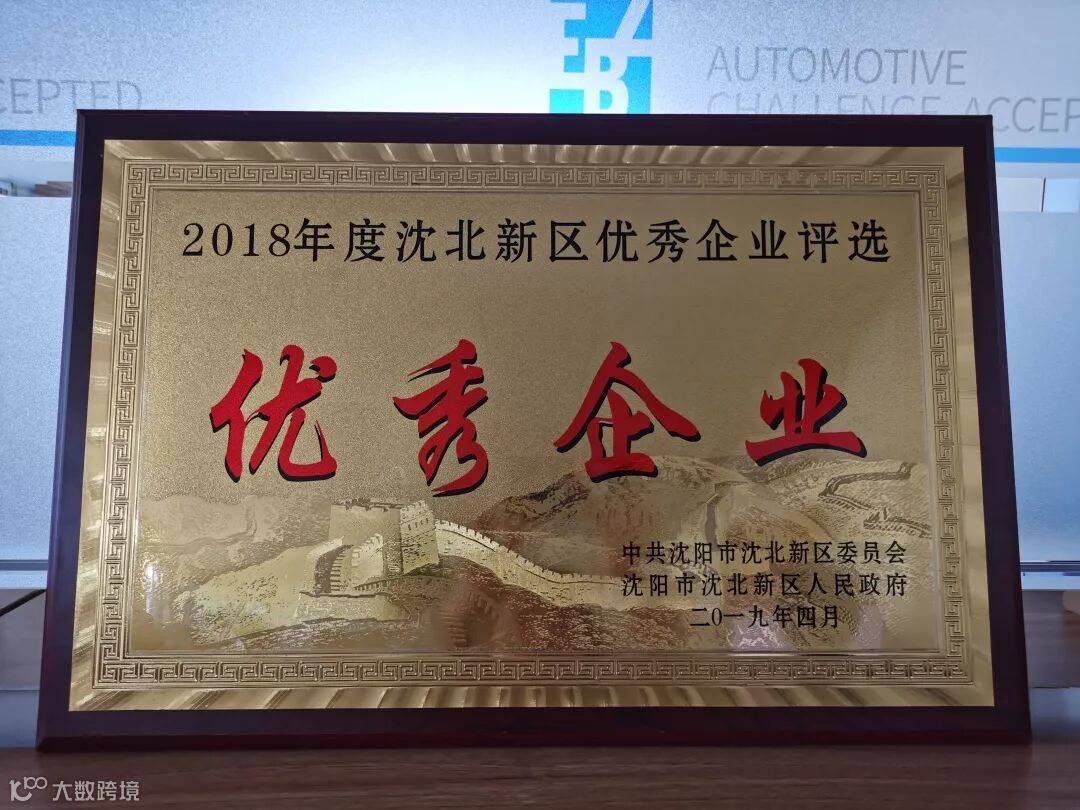 AUTOMOTIVE
CEPTED
CHALLENGE ACCEP
2018年度沈北新区优秀企业评选
优秀企业
中共沈阳市沈北新区委员会
沈阳市沈北新区人民政府
二0一九年四月
大数跨境